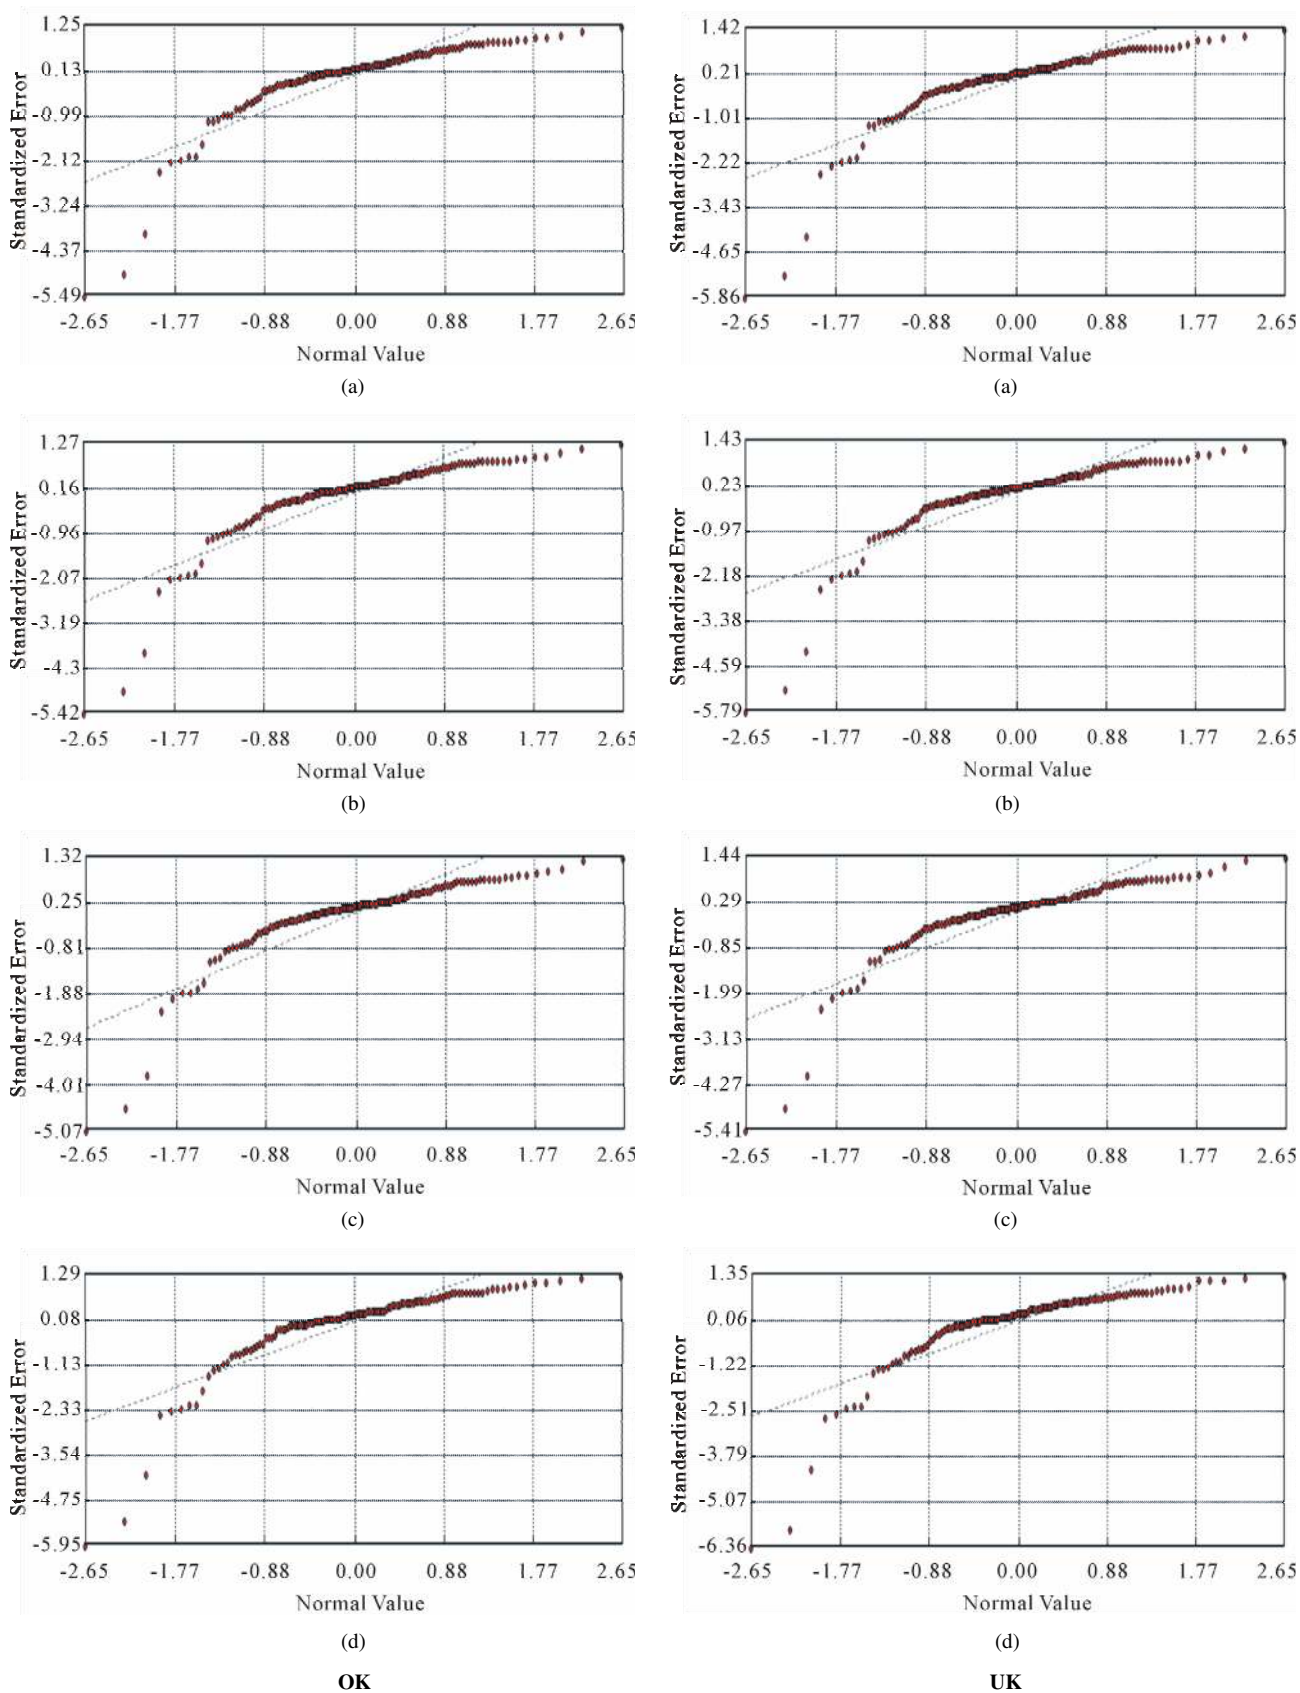 1.25
0.13
-0.99
-2.12
-3.24
-4.37
-5.49
Standardized Error
-2.65 -1.77 -0.88 0.00 0.88 1.77 2.65
Normal Value
(a)
1.42
0.21
-1.01
-2.22
-3.43
-4.65
-5.86
Standardized Error
-2.65 -1.77 -0.88 0.00 0.88 1.77 2.65
Normal Value
(a)
1.27
0.16
-0.96
-2.07
-3.19
-4.3
-5.42
Standardized Error
-2.65 -1.77 -0.88 0.00 0.88 1.77 2.65
Normal Value
(b)
1.43
0.23
-0.97
-2.18
-3.38
-4.59
-5.79
Standardized Error
-2.65 -1.77 -0.88 0.00 0.88 1.77 2.65
Normal Value
(b)
1.32
0.25
-0.81
-1.88
-2.94
-4.01
-5.07
Standardized Error
-2.65 -1.77 -0.88 0.00 0.88 1.77 2.65
Normal Value
(c)
1.44
0.29
-0.85
-1.99
-3.13
-4.27
-5.41
Standardized Error
-2.65 -1.77 -0.88 0.00 0.88 1.77 2.65
Normal Value
(c)
1.29
0.08
-1.13
-2.33
-3.54
-4.75
-5.95
Standardized Error
-2.65 -1.77 -0.88 0.00 0.88 1.77 2.65
Normal Value
(d)
OK
1.35
0.06
-1.22
-2.51
-3.79
-5.07
-6.36
Standardized Error
-2.65 -1.77 -0.88 0.00 0.88 1.77 2.65
Normal Value
(d)
UK